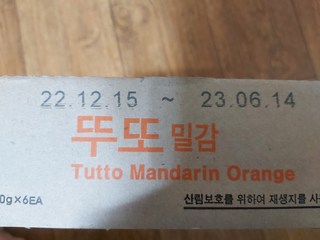 22.12.15 ~ 23.06.14
뚜또 밀감
Tutto Mandarin Orange
0g×6EA
산림보호를 위하여 재생지를